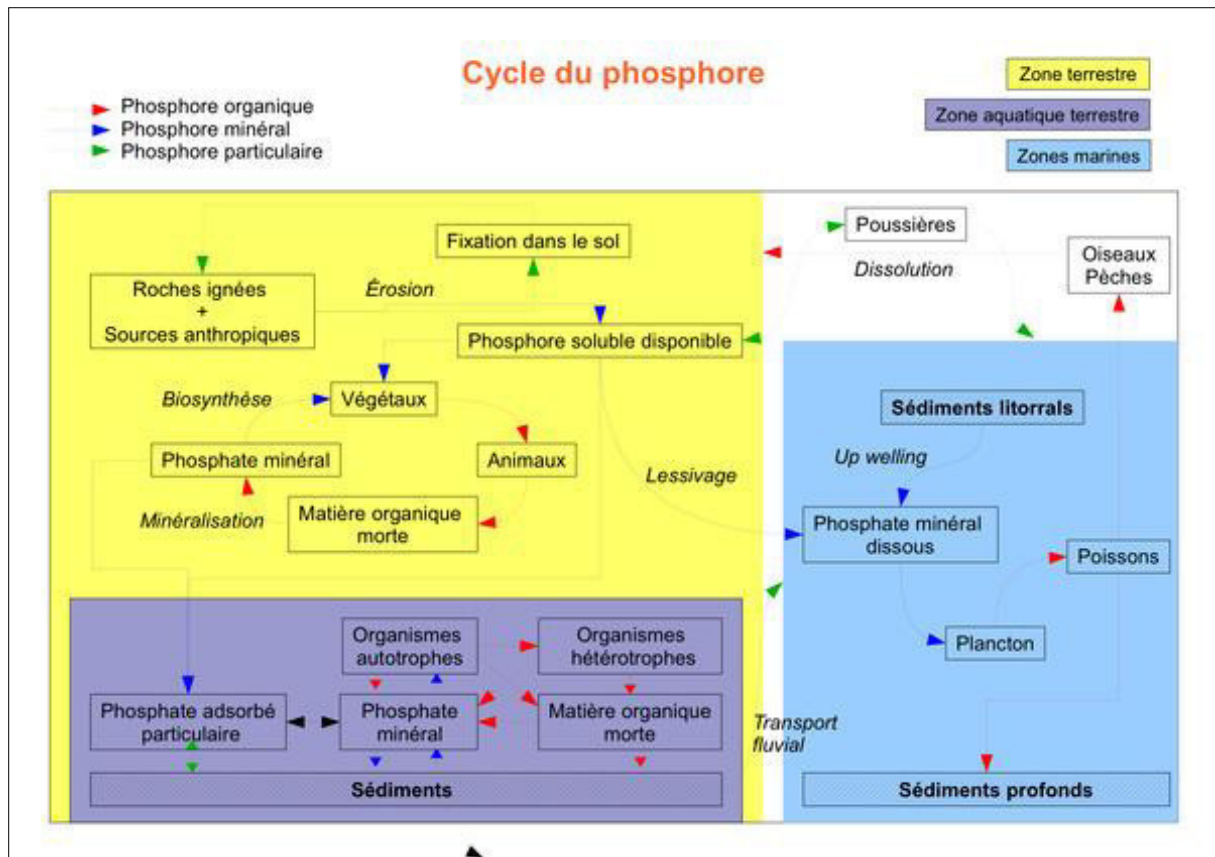 Cycle du phosphore
Zone terrestre
Zone aquatique terrestre
Zones marines
Phosphore organique
Phosphore minéral
Phosphore particulaire
Fixation dans le sol
Poussières
Oiseaux
Pêches
Dissolution
Roches ignées
+
Sources anthropiques
Érosion
Phosphore soluble disponible
Biosynthèse
Végétaux
Sédiments litorrals
Phosphate minéral
Animaux
Lessivage
Up welling
Minéralisation
Matière organique
morte
Phosphate minéral
dissous
Poissons
Plancton
Organismes
autotrophes
Organismes
hétérotrophes
Phosphate adsorbé
particulaire
Phosphate
minéral
Matière organique
morte
Transport
fluvial
Sédiments
Sédiments profonds